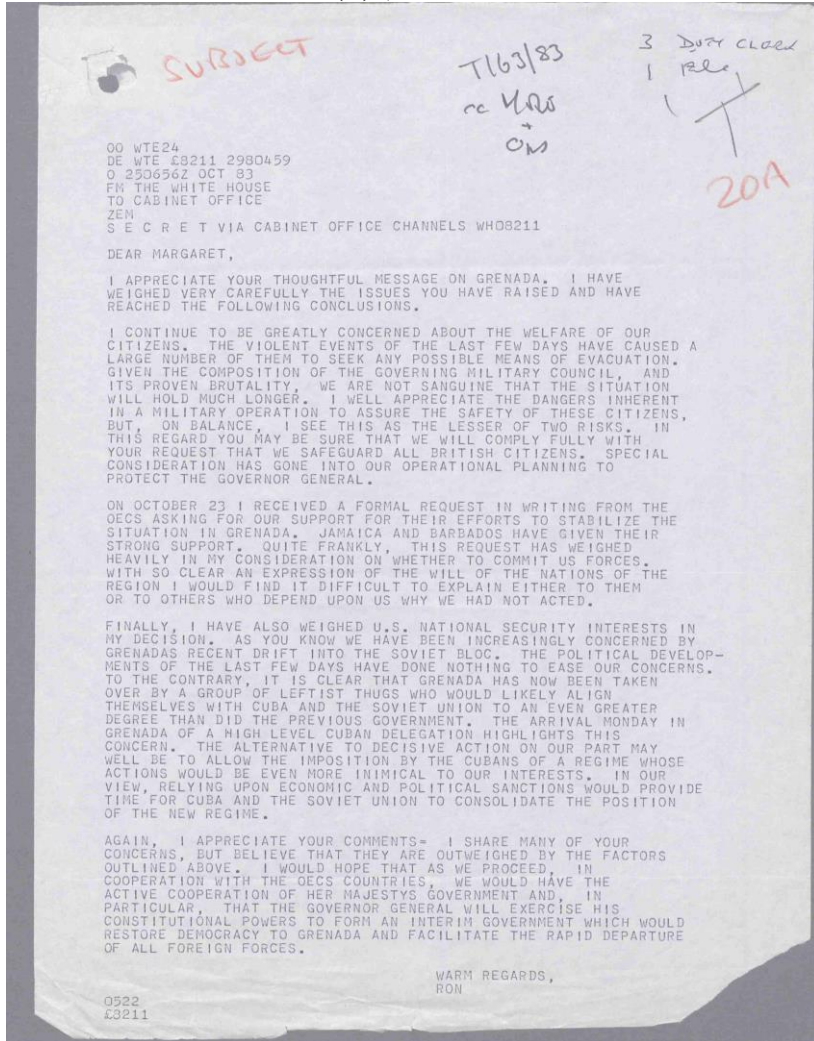 SUBJECT
T163/83
3 DUTY CLERK
1
cc
+
20A
OO WTE24
DE WTE £8211 2980459
O 250656Z OCT 83
FM THE WHITE HOUSE
TO CABINET OFFICE
ZEM
S E C R E T VIA CABINET OFFICE CHANNELS WH08211
DEAR MARGARET,
I APPRECIATE YOUR THOUGHTFUL MESSAGE ON GRENADA. I HAVE
WEIGHED VERY CAREFULLY THE ISSUES YOU HAVE RAISED AND HAVE
REACHED THE FOLLOWING CONCLUSIONS.
I CONTINUE TO BE GREATLY CONCERNED ABOUT THE WELFARE OF OUR
CITIZENS. THE VIOLENT EVENTS OF THE LAST FEW DAYS HAVE CAUSED A
LARGE NUMBER OF THEM TO SEEK ANY POSSIBLE MEANS OF EVACUATION.
GIVEN THE COMPOSITION OF THE GOVERNING MILITARY COUNCIL, AND
ITS PROVEN BRUTALITY, WE ARE NOT SANGUINE THAT THE SITUATION
WILL HOLD MUCH LONGER. I WELL APPRECIATE THE DANGERS INHERENT
IN A MILITARY OPERATION TO ASSURE THE SAFETY OF THESE CITIZENS,
BUT, ON BALANCE, I SEE THIS AS THE LESSER OF TWO RISKS. IN
THIS REGARD YOU MAY BE SURE THAT WE WILL COMPLY FULLY WITH
YOUR REQUEST THAT WE SAFEGUARD ALL BRITISH CITIZENS. SPECIAL
CONSIDERATION HAS GONE INTO OUR OPERATIONAL PLANNING TO
PROTECT THE GOVERNOR GENERAL.
ON OCTOBER 23 I RECEIVED A FORMAL REQUEST IN WRITING FROM THE
OECS ASKING FOR OUR SUPPORT FOR THEIR EFFORTS TO STABILIZE THE
SITUATION IN GRENADA. JAMAICA AND BARBADOS HAVE GIVEN THEIR
STRONG SUPPORT. QUITE FRANKLY, THIS REQUEST HAS WEIGHED
HEAVILY IN MY CONSIDERATION ON WHETHER TO COMMIT US FORCES.
WITH SO CLEAR AN EXPRESSION OF THE WILL OF THE NATIONS OF THE
REGION I WOULD FIND IT DIFFICULT TO EXPLAIN EITHER TO THEM
OR TO OTHERS WHO DEPEND UPON US WHY WE HAD NOT ACTED.
FINALLY, I HAVE ALSO WEIGHED U.S. NATIONAL SECURITY INTERESTS IN
MY DECISION. AS YOU KNOW WE HAVE BEEN INCREASINGLY CONCERNED BY
GRENADAS RECENT DRIFT INTO THE SOVIET BLOC. THE POLITICAL DEVELOP-
MENTS OF THE LAST FEW DAYS HAVE DONE NOTHING TO EASE OUR CONCERNS.
TO THE CONTRARY, IT IS CLEAR THAT GRENADA HAS NOW BEEN TAKEN
OVER BY A GROUP OF LEFTIST THUGS WHO WOULD LIKELY ALIGN
THEMSELVES WITH CUBA AND THE SOVIET UNION TO AN EVEN GREATER
DEGREE THAN DID THE PREVIOUS GOVERNMENT. THE ARRIVAL MONDAY IN
GRENADA OF A HIGH LEVEL CUBAN DELEGATION HIGHLIGHTS THIS
CONCERN. THE ALTERNATIVE TO DECISIVE ACTION ON OUR PART MAY
WELL BE TO ALLOW THE IMPOSITION BY THE CUBANS OF A REGIME WHOSE
ACTIONS WOULD BE EVEN MORE INIMICAL TO OUR INTERESTS. IN OUR
VIEW, RELYING UPON ECONOMIC AND POLITICAL SANCTIONS WOULD PROVIDE
TIME FOR CUBA AND THE SOVIET UNION TO CONSOLIDATE THE POSITION
OF THE NEW REGIME.
AGAIN, I APPRECIATE YOUR COMMENTS= I SHARE MANY OF YOUR
CONCERNS, BUT BELIEVE THAT THEY ARE OUTWEIGHED BY THE FACTORS
OUTLINED ABOVE. I WOULD HOPE THAT AS WE PROCEED, IN
COOPERATION WITH THE OECS COUNTRIES, WE WOULD HAVE THE
ACTIVE COOPERATION OF HER MAJESTYS GOVERNMENT AND, IN
PARTICULAR, THAT THE GOVERNOR GENERAL WILL EXERCISE HIS
CONSTITUTIONAL POWERS TO FORM AN INTERIM GOVERNMENT WHICH WOULD
RESTORE DEMOCRACY TO GRENADA AND FACILITATE THE RAPID DEPARTURE
OF ALL FOREIGN FORCES.
WARM REGARDS,
RON
0522
£8211